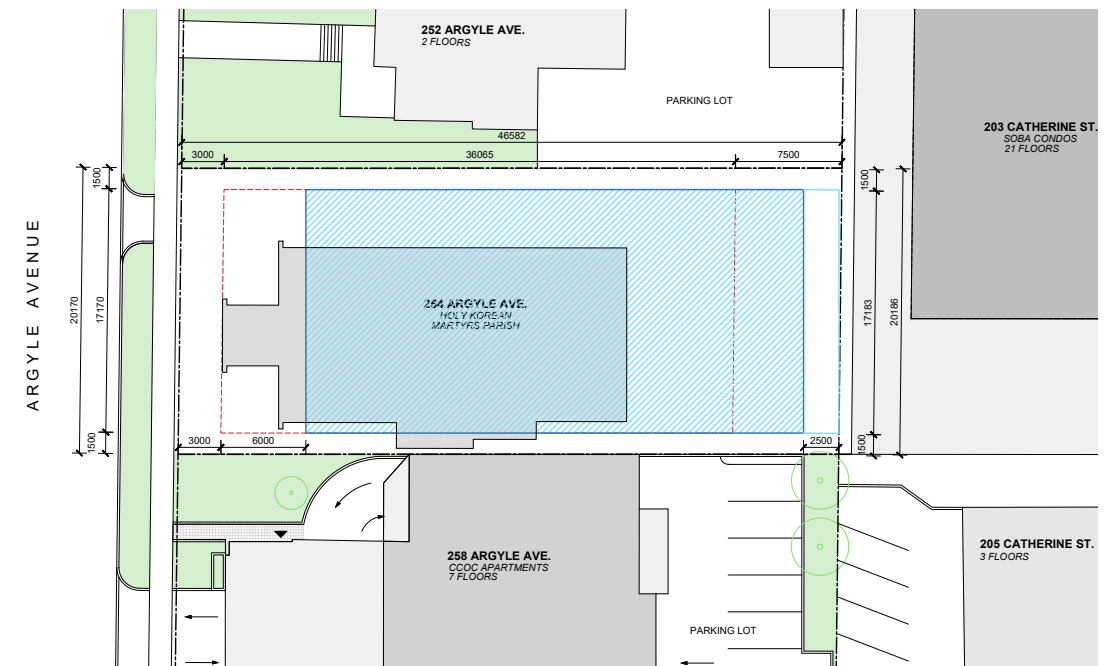 252 ARGYLE AVE.
2 FLOORS
PARKING LOT
203 CATHERINE ST.
SOBA CONDOS
21 FLOORS
46582
3000
36065
7500
1500
1500
ARGYLE AVENUE
20170
17170
17183
20186
264 ARGYLE AVE.
HOLY KOREAN
MARTYRS PARISH
1500
3000
6000
2500
1500
258 ARGYLE AVE.
CCOC APARTMENTS
7 FLOORS
205 CATHERINE ST.
3 FLOORS
PARKING LOT